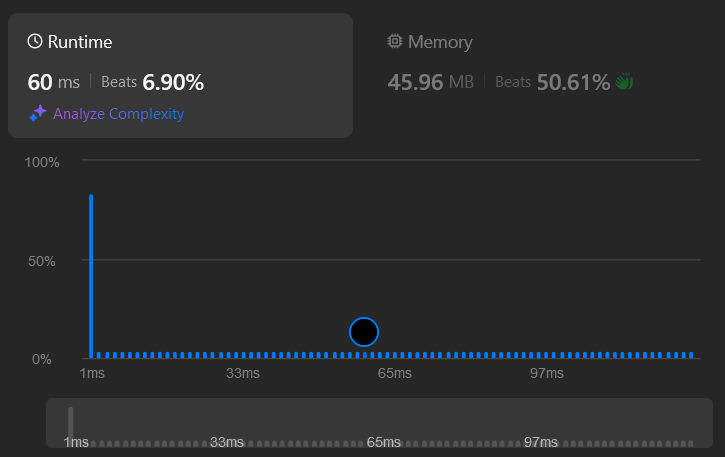 Runtime
60 ms | Beats 6.90%
Analyze Complexity
Memory
45.96 MB | Beats 50.61%
100%
50%
0%
1ms 33ms 65ms 97ms
1ms 33ms 65ms 97ms